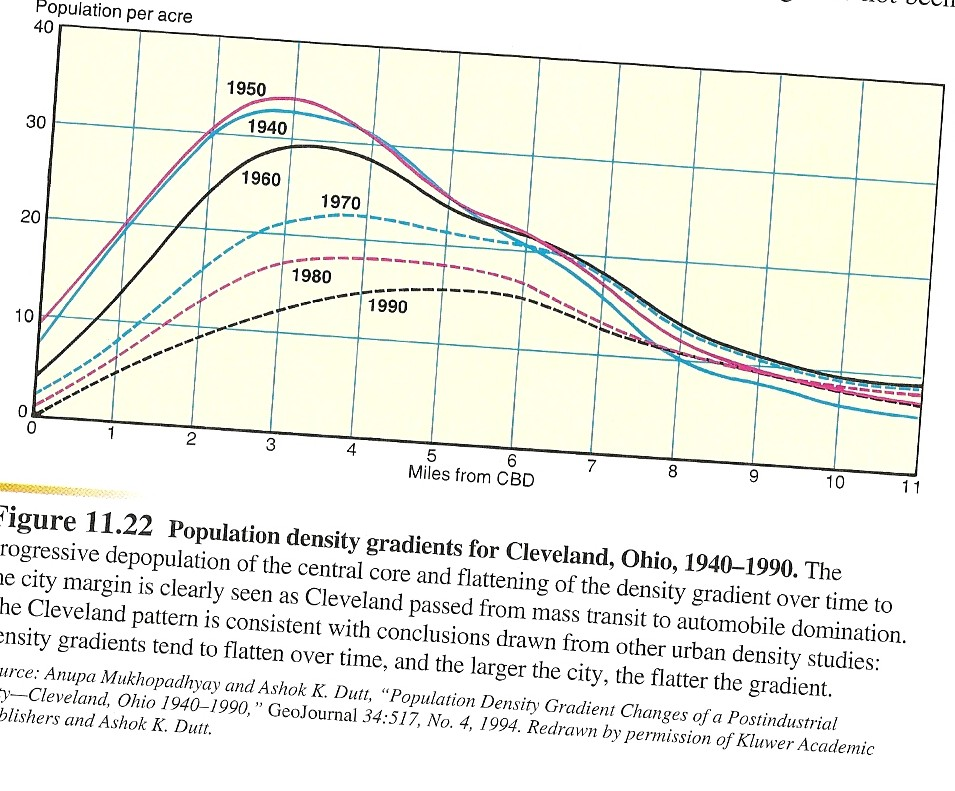 not been
Population per acre
40
30
20
10
0
1950
1940
1960
1970
1980
1990
0 1 2 3 4 5 6 7 8 9 10 11
Miles from CBD
Figure 11.22 Population density gradients for Cleveland, Ohio, 1940–1990. The
rogressive depopulation of the central core and flattening of the density gradient over time to
he city margin is clearly seen as Cleveland passed from mass transit to automobile domination.
he Cleveland pattern is consistent with conclusions drawn from other urban density studies:
ensity gradients tend to flatten over time, and the larger the city, the flatter the gradient.
urce: Anupa Mukhopadhyay and Ashok K. Dutt, "Population Density Gradient Changes of a Postindustrial
ty—Cleveland, Ohio 1940–1990," GeoJournal 34:517, No. 4, 1994. Redrawn by permission of Kluwer Academic
blishers and Ashok K. Dutt.